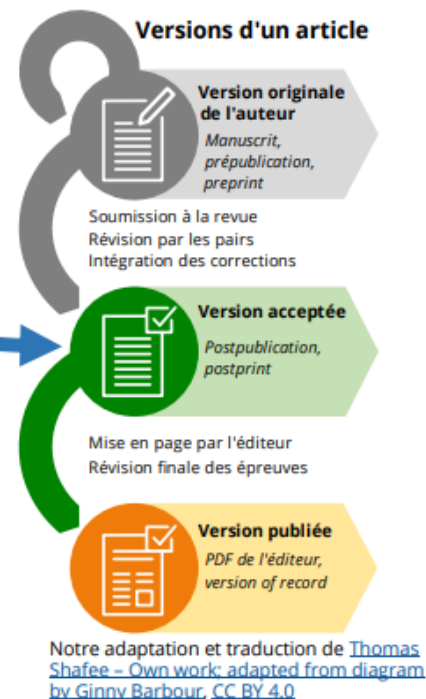 Versions d'un article
Version originale
de l'auteur
Manuscrit,
prépublication,
preprint
Soumission à la revue
Révision par les pairs
Intégration des corrections
Version acceptée
Postpublication,
postprint
Mise en page par l'éditeur
Révision finale des épreuves
Version publiée
PDF de l'éditeur,
version of record
Notre adaptation et traduction de Thomas
Shafee – Own work; adapted from diagram
by Ginny Barbour, CC BY 4.0